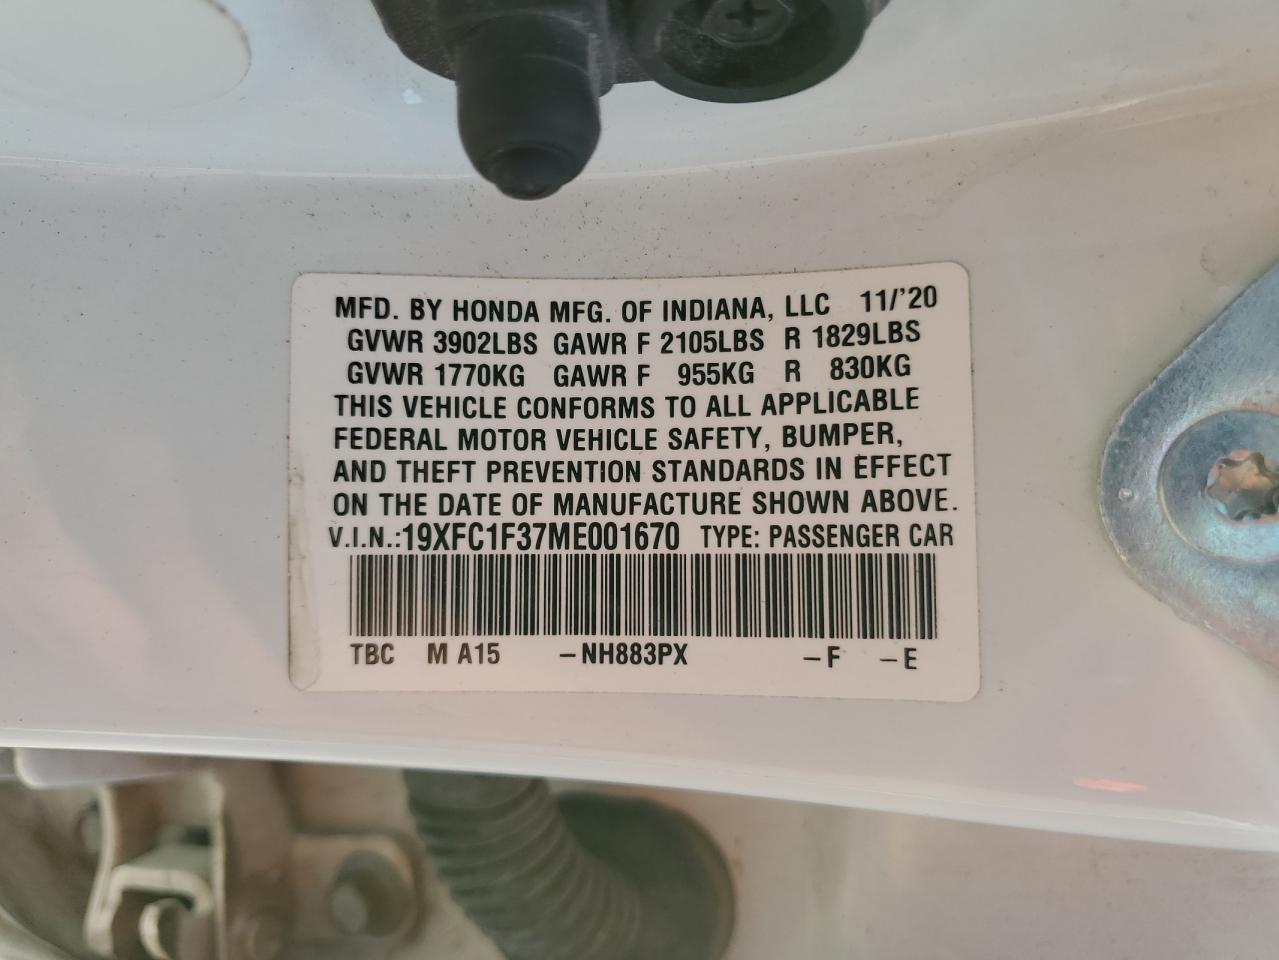 MFD. BY HONDA MFG. OF INDIANA, LLC 11/'20
GVWR 3902LBS GAWR F 2105LBS R 1829LBS
GVWR 1770KG GAWR F 955KG R 830KG
THIS VEHICLE CONFORMS TO ALL APPLICABLE
FEDERAL MOTOR VEHICLE SAFETY, BUMPER,
AND THEFT PREVENTION STANDARDS IN EFFECT
ON THE DATE OF MANUFACTURE SHOWN ABOVE.
V.I.N.:19XFC1F37ME001670 TYPE: PASSENGER CAR
TBC M A15 –NH883PX –F –E